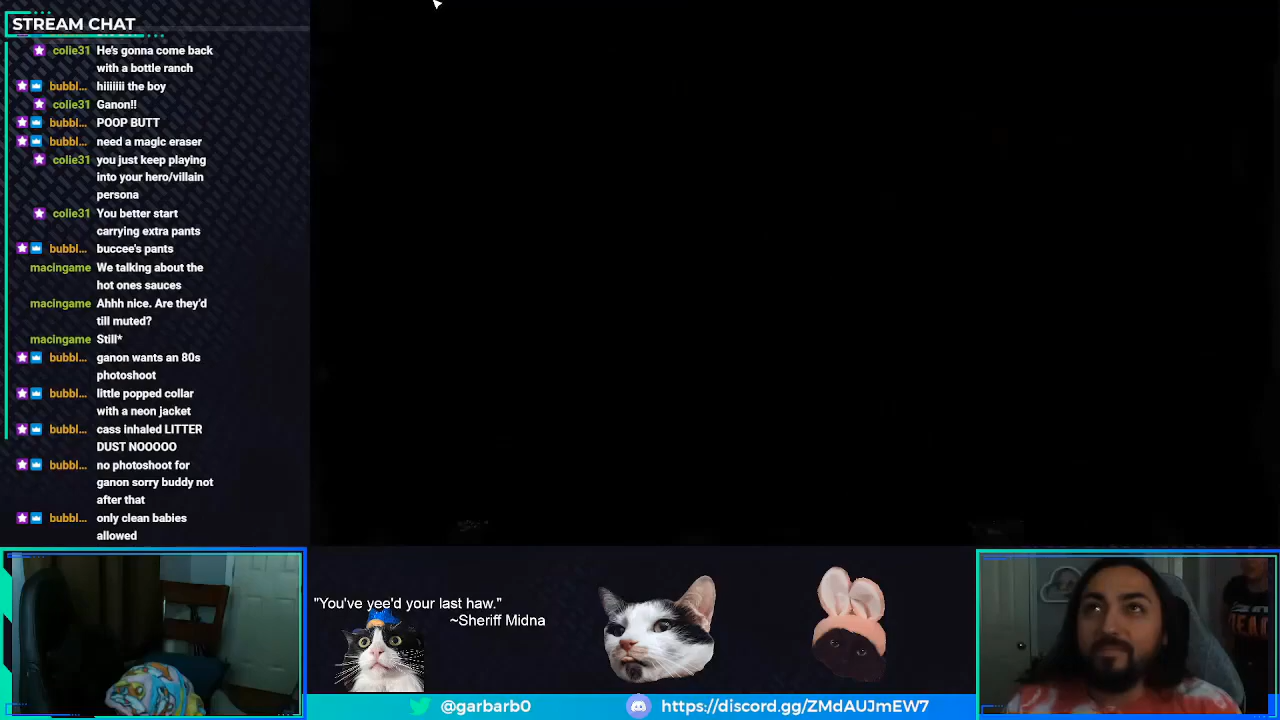 STREAM CHAT
colie31 He's gonna come back
with a bottle ranch
bubbl... hiiiiiii the boy
colie31 Ganon!!
bubbl... POOP BUTT
bubbl... need a magic eraser
colie31 you just keep playing
into your hero/villain
persona
colie31 You better start
carrying extra pants
bubbl... buccee's pants
macingame We talking about the
hot ones sauces
macingame Ahhh nice. Are they'd
till muted?
macingame Still*
bubbl... ganon wants an 80s
photoshoot
bubbl... little popped collar
with a neon jacket
bubbl... cass inhaled LITTER
DUST NOOOOO
bubbl... no photoshoot for
ganon sorry buddy not
after that
bubbl... only clean babies
allowed
"You've yee'd your last haw."
~Sheriff Midna
@garbarb0
https://discord.gg/ZMdAUJmEW7